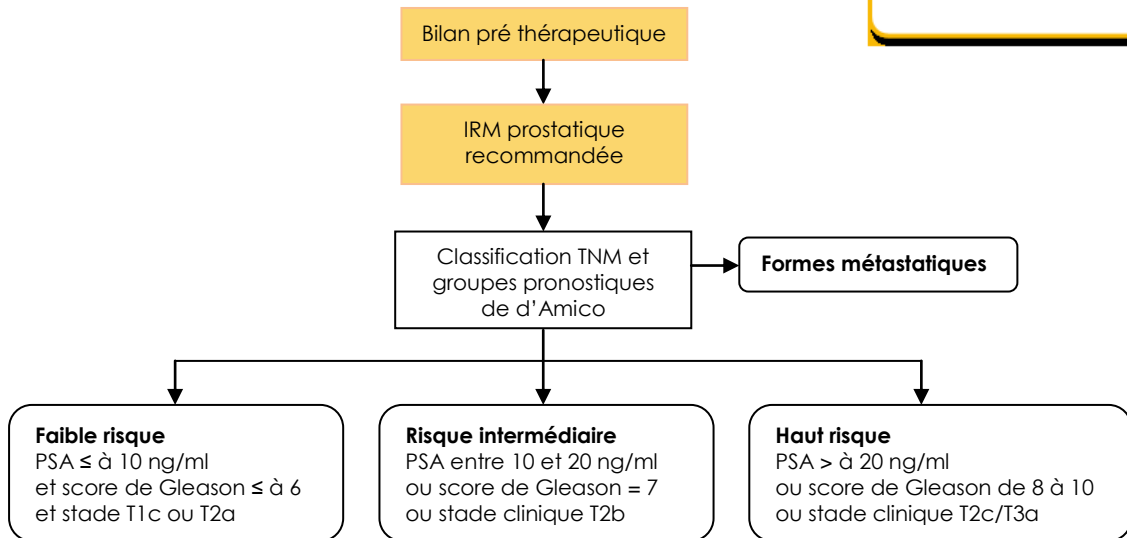 Bilan pré thérapeutique
IRM prostatique
recommandée
Classification TNM et
groupes pronostiques
de d'Amico
Formes métastatiques
Faible risque
PSA ≤ à 10 ng/ml
et score de Gleason ≤ à 6
et stade T1c ou T2a
Risque intermédiaire
PSA entre 10 et 20 ng/ml
ou score de Gleason = 7
ou stade clinique T2b
Haut risque
PSA > à 20 ng/ml
ou score de Gleason de 8 à 10
ou stade clinique T2c/T3a